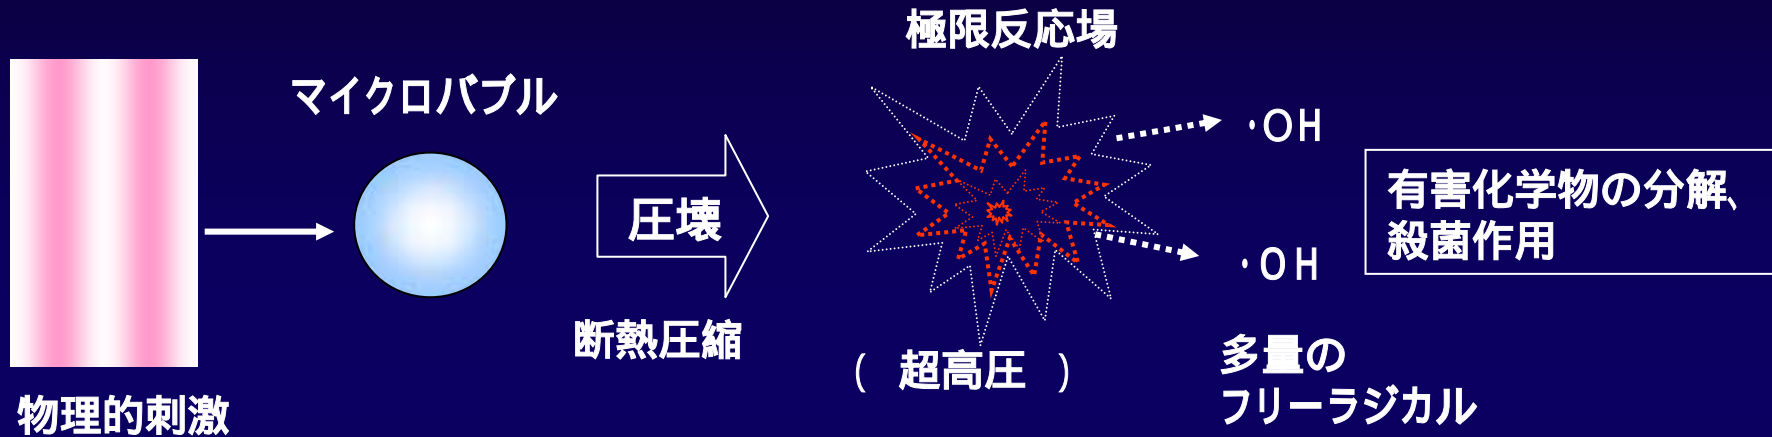 物理的刺激
マイクロバブル
圧壊
断熱圧縮
極限反応場
( 超高圧 )
・OH
・OH
多量の
フリーラジカル
有害化学物の分解、
殺菌作用